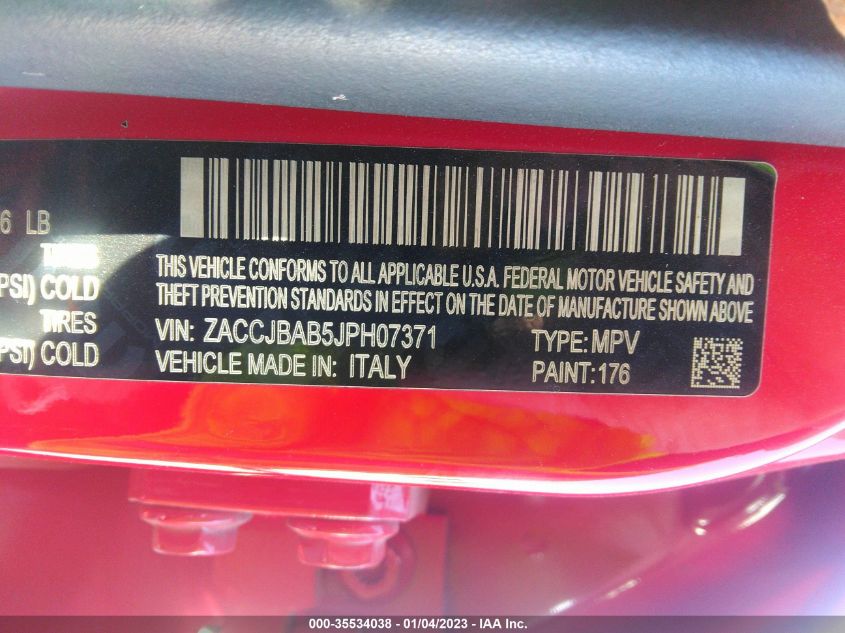 6 LB
TIRES
PSI) COLD
TIRES
PSI) COLD
THIS VEHICLE CONFORMS TO ALL APPLICABLE U.S.A. FEDERAL MOTOR VEHICLE SAFETY AND
THEFT PREVENTION STANDARDS IN EFFECT ON THE DATE OF MANUFACTURE SHOWN ABOVE
VIN: ZACCJBAB5JPH07371 TYPE: MPV
VEHICLE MADE IN: ITALY PAINT: 176
000-35534038 - 01/04/2023 - IAA Inc.